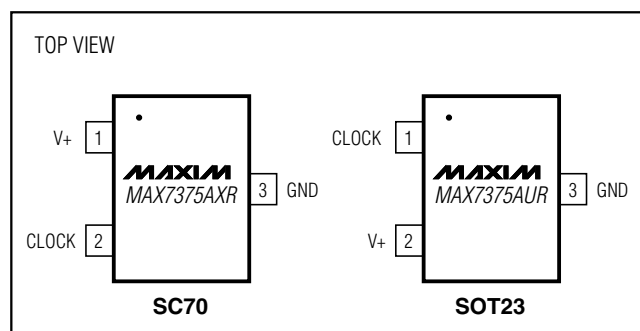 TOP VIEW
V+ 1
MAXIM
MAX7375AXR
3 GND
CLOCK 2
SC70
CLOCK 1
MAXIM
MAX7375AUR
3 GND
V+ 2
SOT23